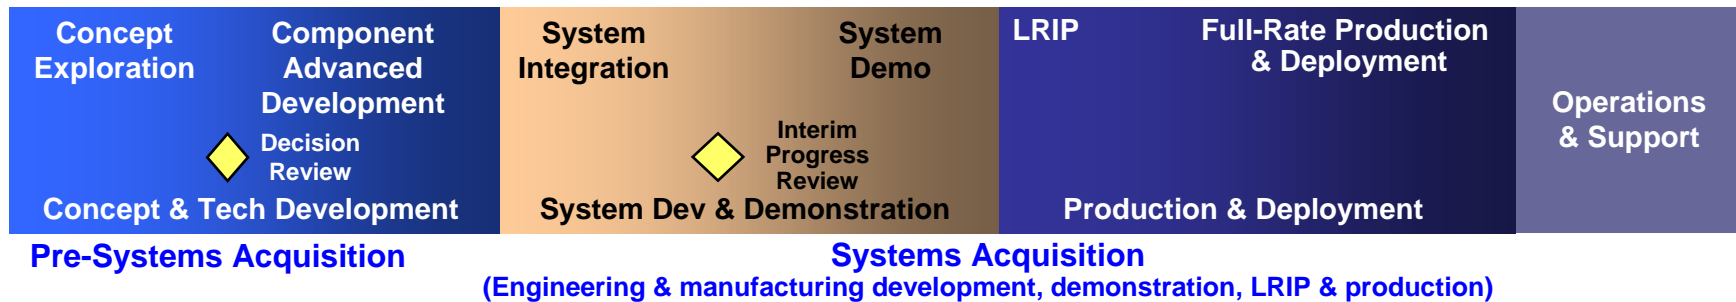 Concept
Exploration
Component
Advanced
Development
Decision
Review
Concept & Tech Development
System
Integration
System
Demo
Interim
Progress
Review
System Dev & Demonstration
LRIP
Full-Rate Production
& Deployment
Production & Deployment
Operations
& Support
Pre-Systems Acquisition
Systems Acquisition
(Engineering & manufacturing development, demonstration, LRIP & production)